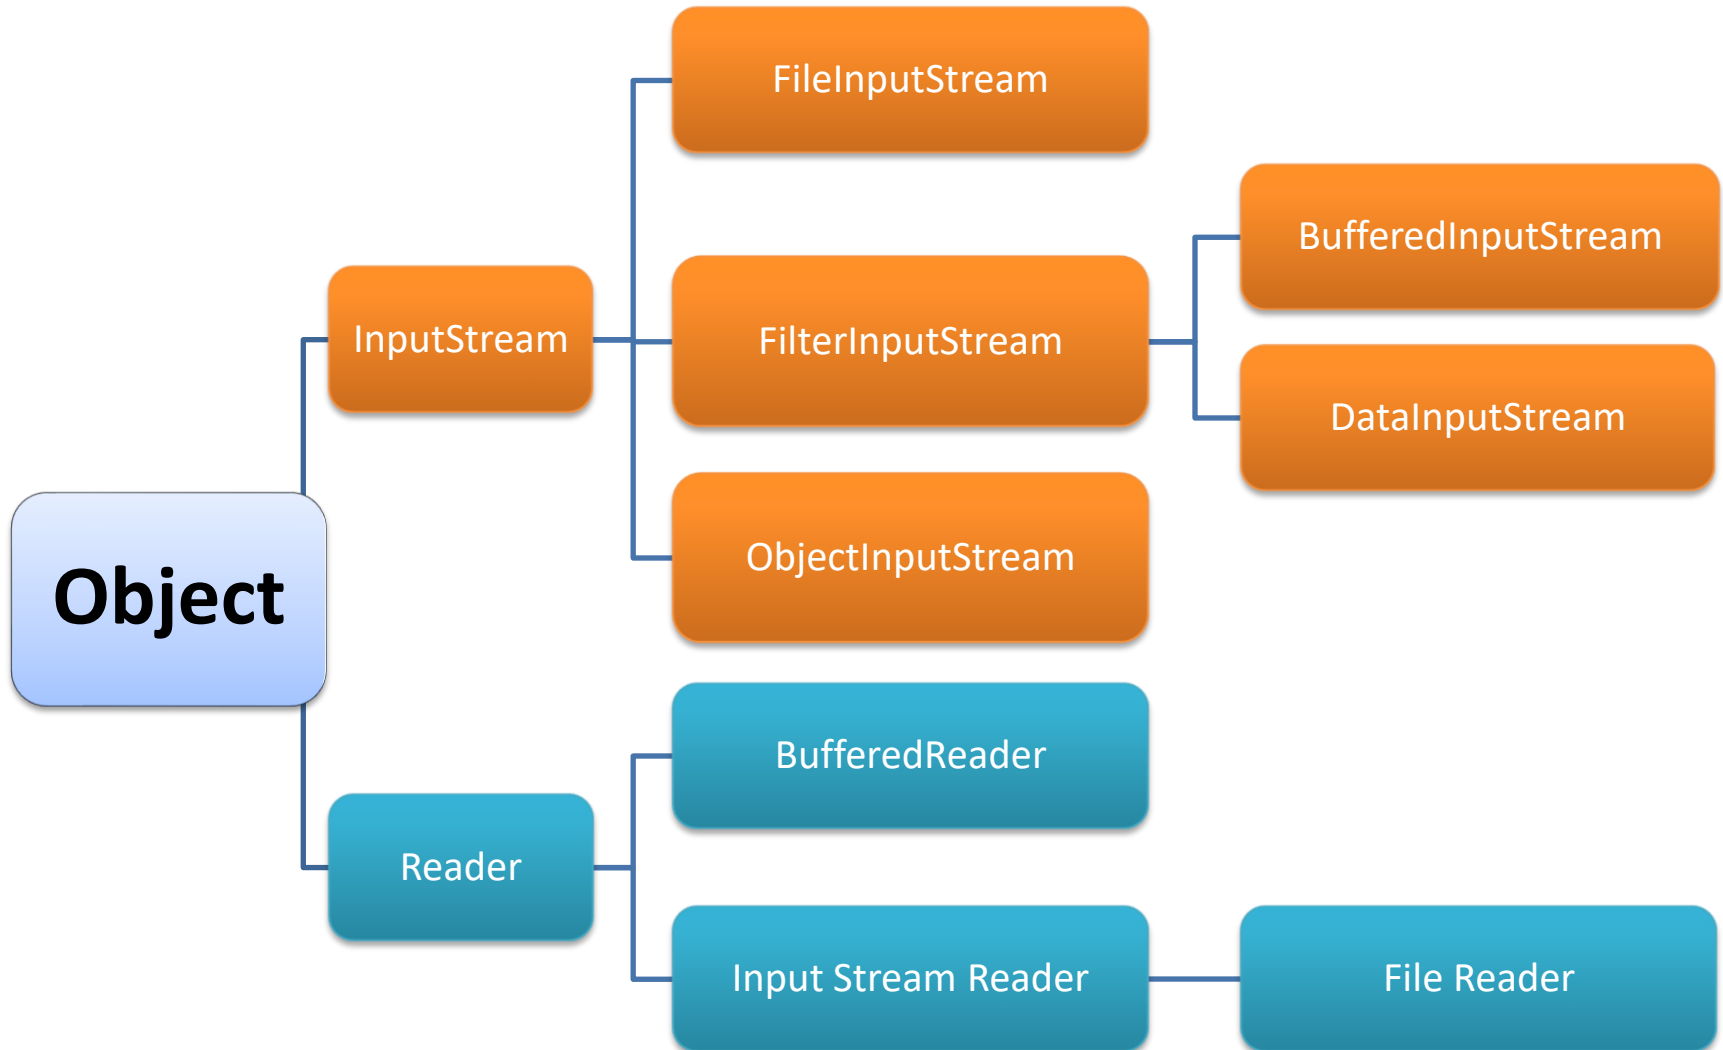 FileInputStream
BufferedInputStream
InputStream
FilterInputStream
DataInputStream
ObjectInputStream
Object
BufferedReader
Reader
Input Stream Reader
File Reader